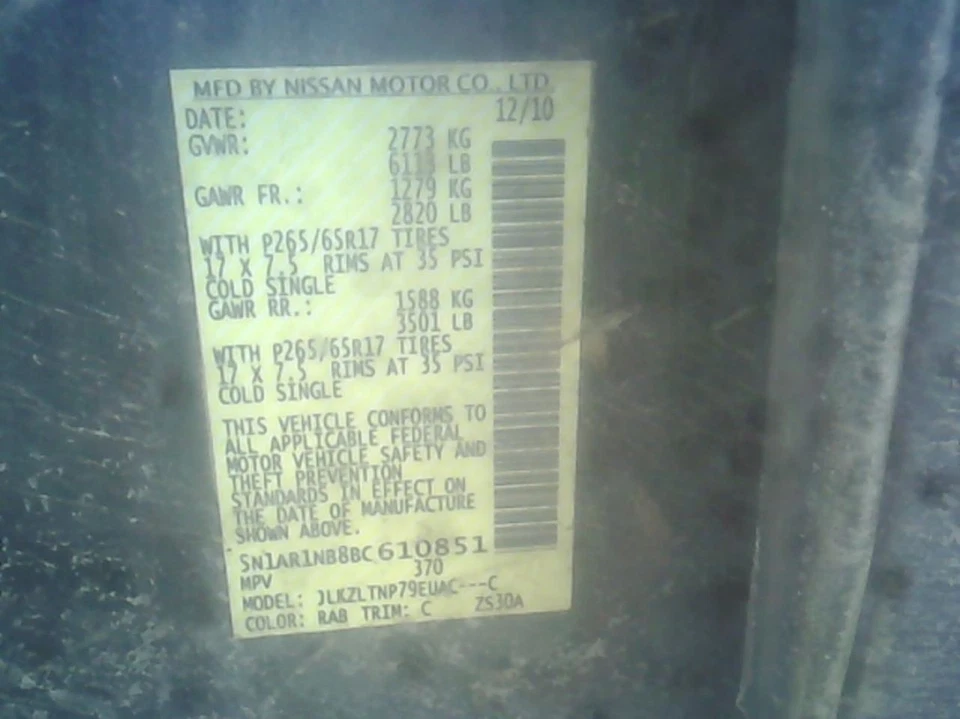 MFD BY NISSAN MOTOR CO., LTD.
DATE: 12/10
GVWR: 2773 KG
6113 LB
GAWR FR.: 1279 KG
2820 LB
WITH P265/65R17 TIRES
17 X 7.5 RIMS AT 35 PSI
COLD SINGLE
GAWR RR.: 1588 KG
3501 LB
WITH P265/65R17 TIRES
17 X 7.5 RIMS AT 35 PSI
COLD SINGLE
THIS VEHICLE CONFORMS TO
ALL APPLICABLE FEDERAL
MOTOR VEHICLE SAFETY AND
THEFT PREVENTION
STANDARDS IN EFFECT ON
THE DATE OF MANUFACTURE
SHOWN ABOVE.
5N1AR1NB8BC610851
MPV 370
MODEL: JLKZLTNP79EUAC---C
COLOR: RAB TRIM: C ZS30A